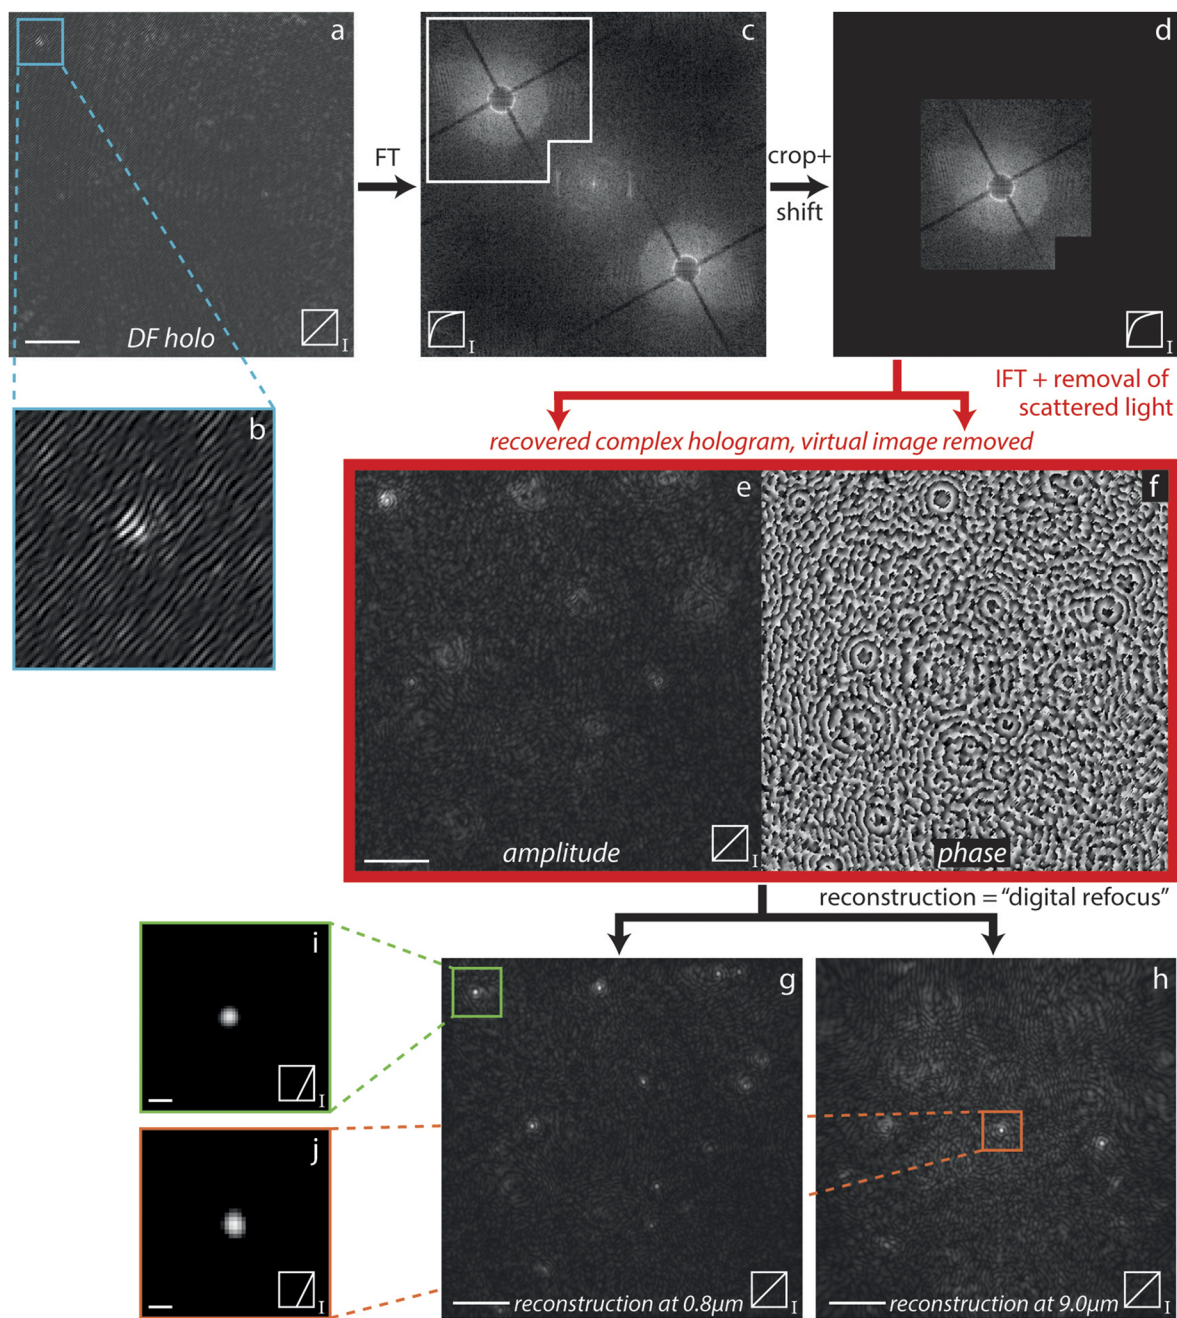 a
c
d
FT
crop+
shift
DF holo
I
I
I
b
IFT + removal of
scattered light
recovered complex hologram, virtual image removed
e
f
amplitude
I
phase
reconstruction = “digital refocus”
i
g
h
I
j
I
reconstruction at 0.8μm
I
reconstruction at 9.0μm
I